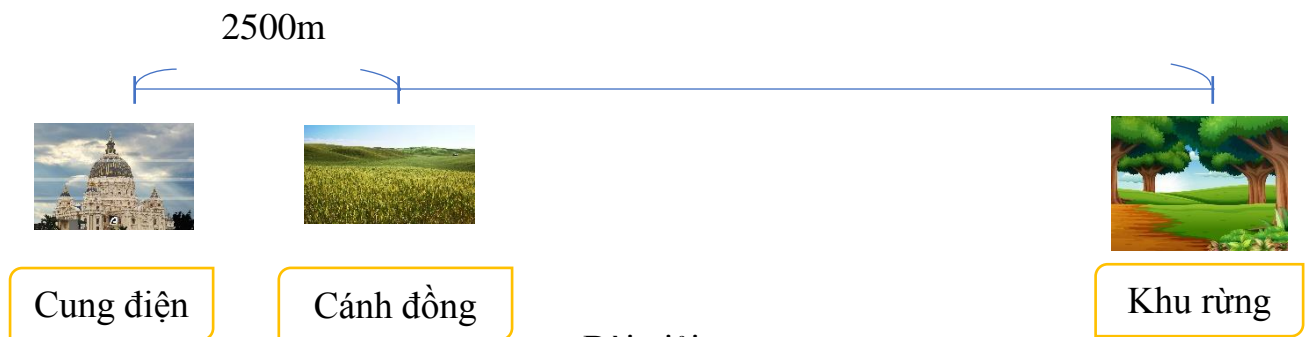 2500m
Cung điện
Cánh đồng
Khu rừng